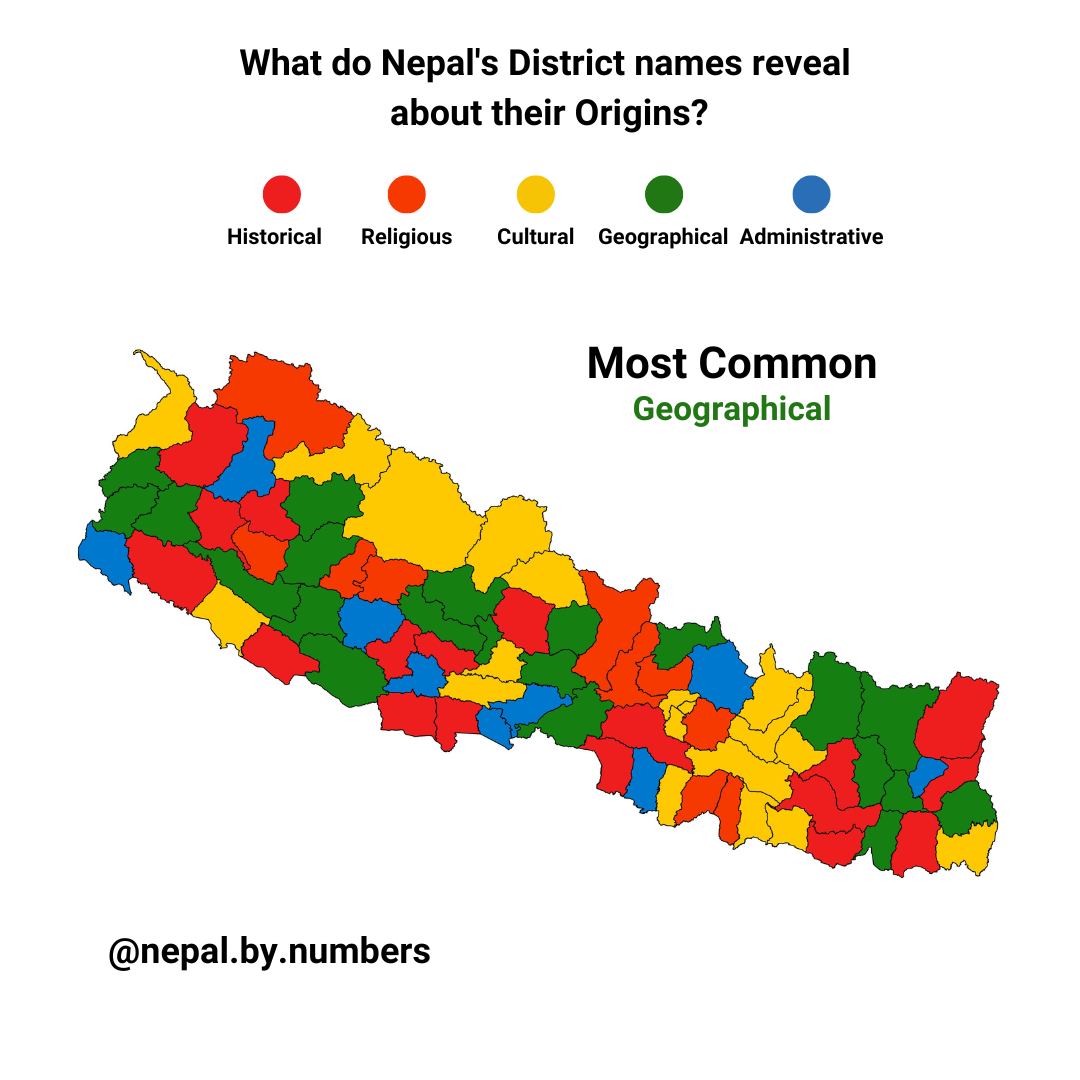 What do Nepal's District names reveal
about their Origins?
Historical Religious Cultural Geographical Administrative
Most Common
Geographical
@nepal.by.numbers